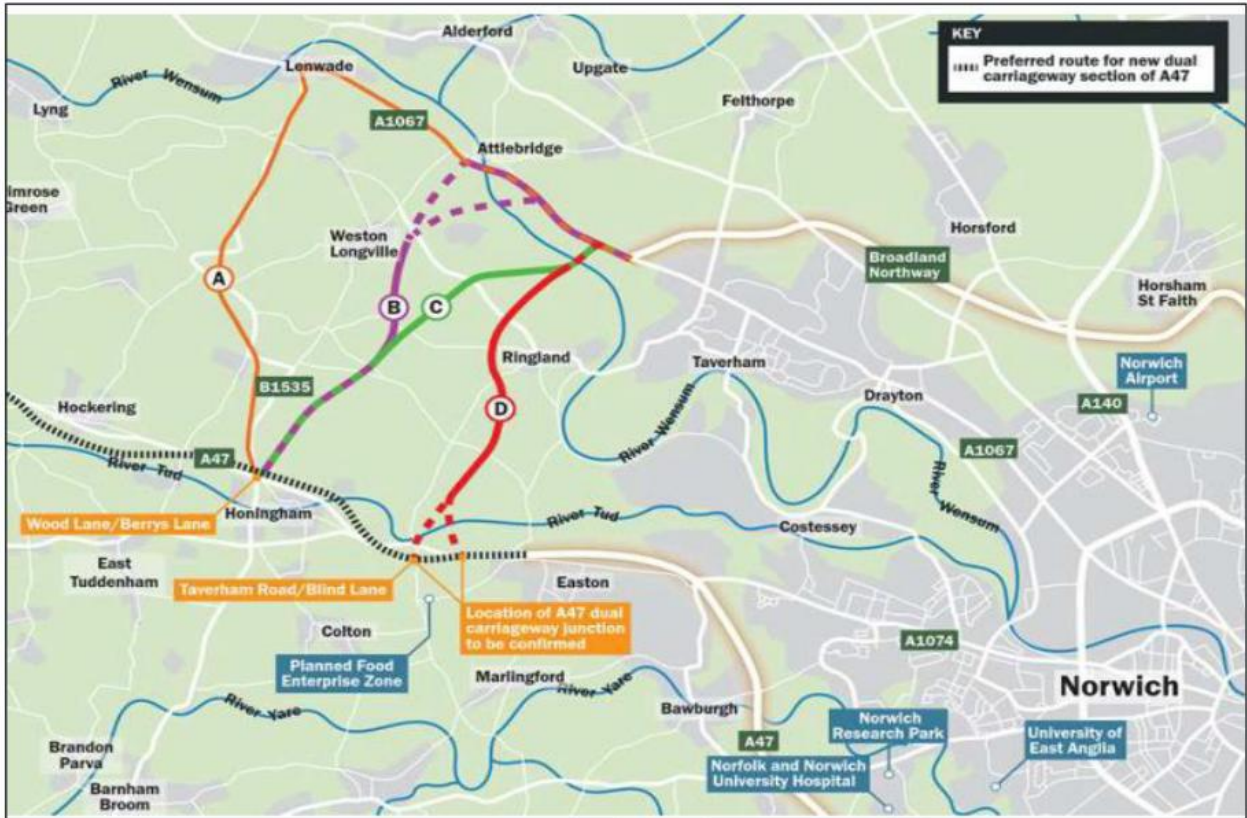 KEY
Preferred route for new dual
carriageway section of A47
Alderford
Lenwade
Upgate
River Wensum
Felthorpe
Lyng
A1067
Attlebridge
imrose
Green
Weston
Longville
Horsford
Broadland
Northway
A
Horsham
St Faith
B
C
Ringland
Taverham
Norwich
Airport
B1535
Hockering
D
Drayton
A140
River Wensum
A47
River Tud
A1067
River Wensum
Wood Lane/Berrys Lane
Honingham
River Tud
Costessey
East
Tuddenham
Taverham Road/Blind Lane
Easton
Location of A47 dual
carriageway junction
to be confirmed
Colton
A1074
Planned Food
Enterprise Zone
Marlingford
River Yare
Norwich
River Yare
Bawburgh
Norwich
Research Park
University of
East Anglia
A47
Norfolk and Norwich
University Hospital
Brandon
Parva
Barnham
Broom